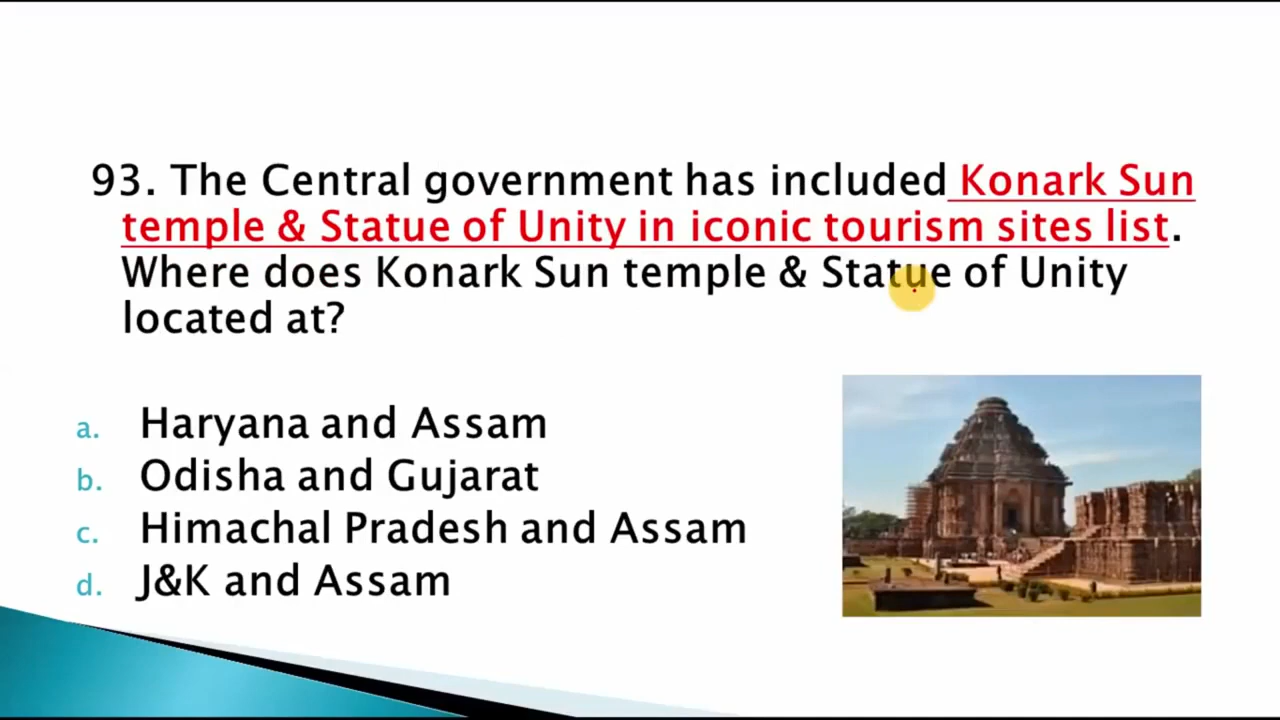 93. The Central government has included Konark Sun
temple & Statue of Unity in iconic tourism sites list.
Where does Konark Sun temple & Statue of Unity
located at?
a. Haryana and Assam
b. Odisha and Gujarat
c. Himachal Pradesh and Assam
d. J&K and Assam